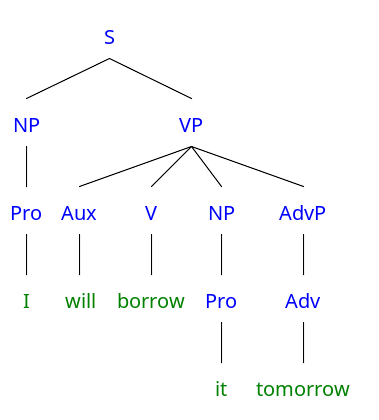 S
NP VP
Pro Aux V NP AdvP
I will borrow Pro Adv
it tomorrow